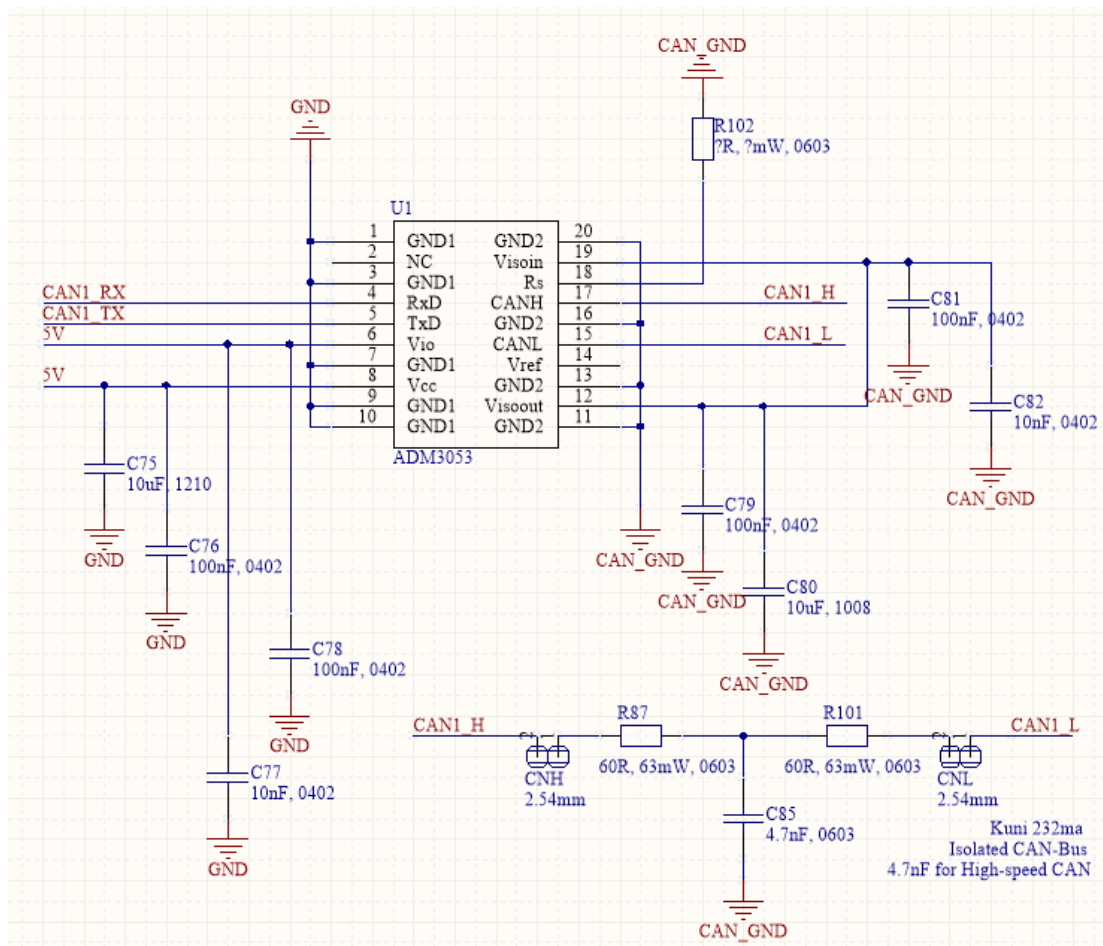 CAN_GND
R102
?R, ?mW, 0603
GND
U1
1 GND1 GND2 20
2 NC Visoin 19
3 GND1 Rs 18
4 RxD CANH 17
5 TxD GND2 16
6 Vio CANL 15
7 GND1 Vref 14
8 Vcc GND2 13
9 GND1 Visoout 12
10 GND1 GND2 11
ADM3053
CAN1_RX
CAN1_TX
5V
5V
CAN1_H
CAN1_L
C81
100nF, 0402
CAN_GND
C82
10nF, 0402
CAN_GND
C75
10uF, 1210
GND
C76
100nF, 0402
GND
C79
100nF, 0402
CAN_GND
CAN_GND
C80
10uF, 1008
CAN_GND
C78
100nF, 0402
GND
C77
10nF, 0402
GND
CAN1_H
2 1
CNH
2.54mm
R87
60R, 63mW, 0603
R101
60R, 63mW, 0603
2 1
CNL
2.54mm
CAN1_L
C85
4.7nF, 0603
CAN_GND
Kuni 232ma
Isolated CAN-Bus
4.7nF for High-speed CAN